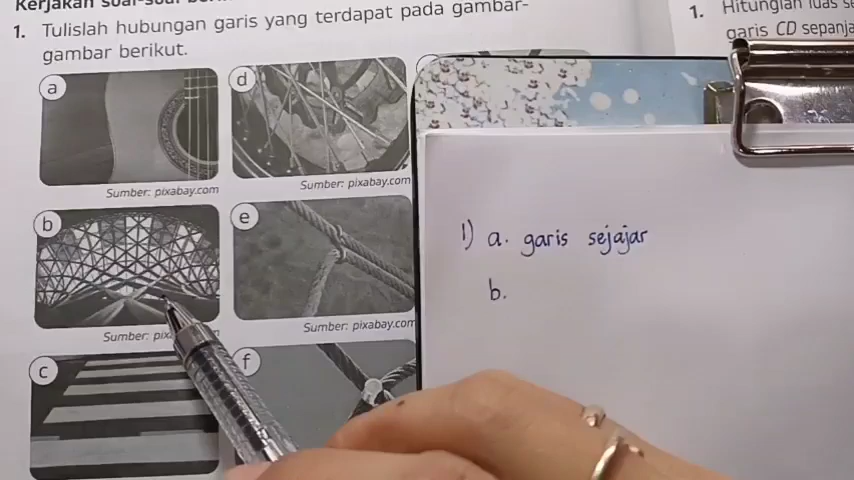 1. Tulislah hubungan garis yang terdapat pada gambar-
gambar berikut.
a
Sumber: pixabay.com
d
Sumber: pixabay.com
b
e
Sumber: pixabay.com
c
f
1.
Hitunglah luas
garis CD
1) a. garis sejajar
b.